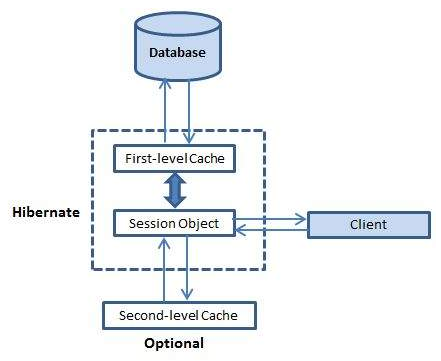 Database
First-level Cache
Hibernate
Session Object
Client
Second-level Cache
Optional